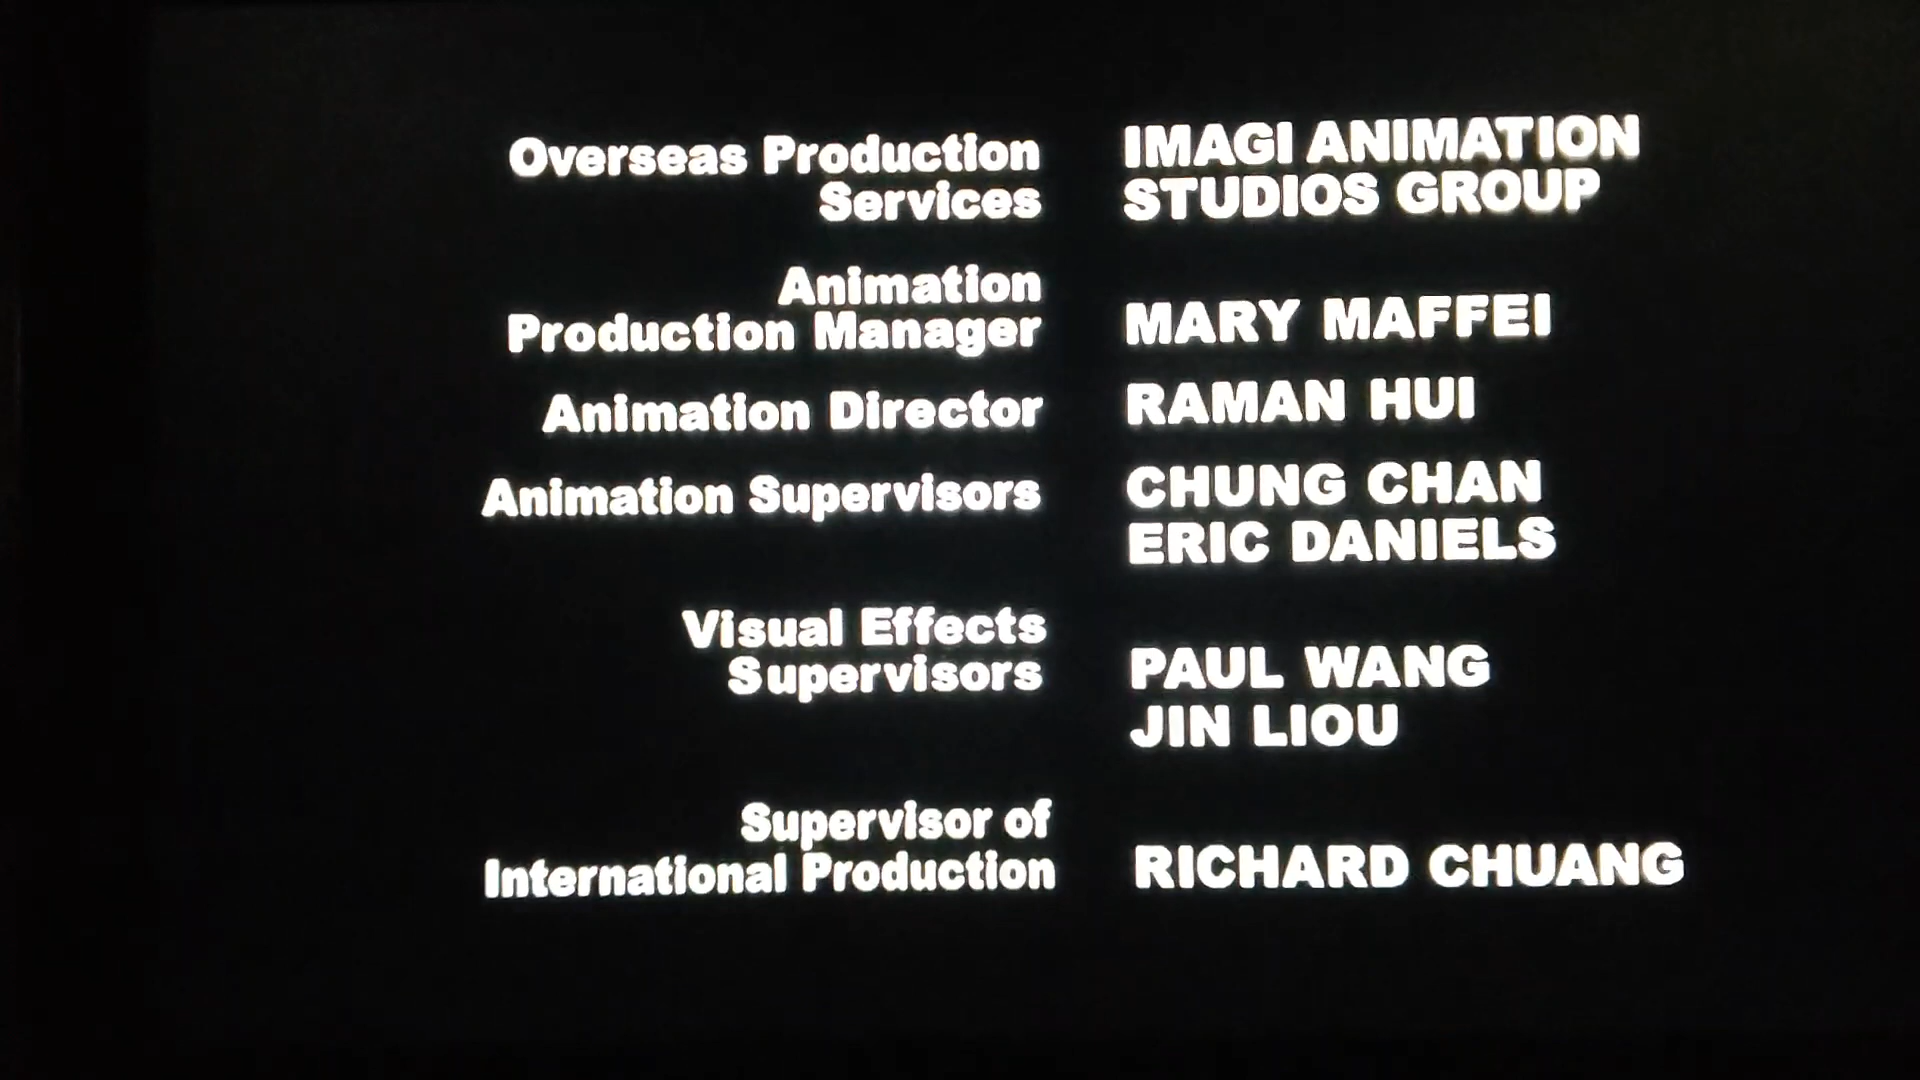 Overseas Production
Services
IMAGI ANIMATION
STUDIOS GROUP
Animation
Production Manager
MARY MAFFEI
Animation Director
RAMAN HUI
Animation Supervisors
CHUNG CHAN
ERIC DANIELS
Visual Effects
Supervisors
PAUL WANG
JIN LIOU
Supervisor of
International Production
RICHARD CHUANG